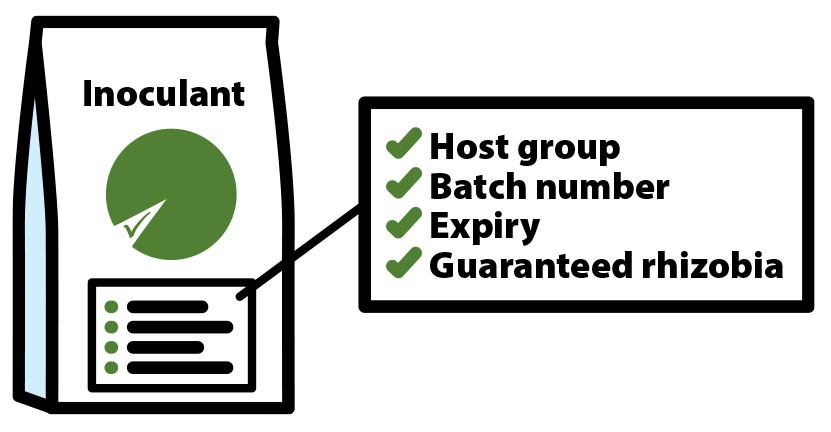 Inoculant
Host group
Batch number
Expiry
Guaranteed rhizobia